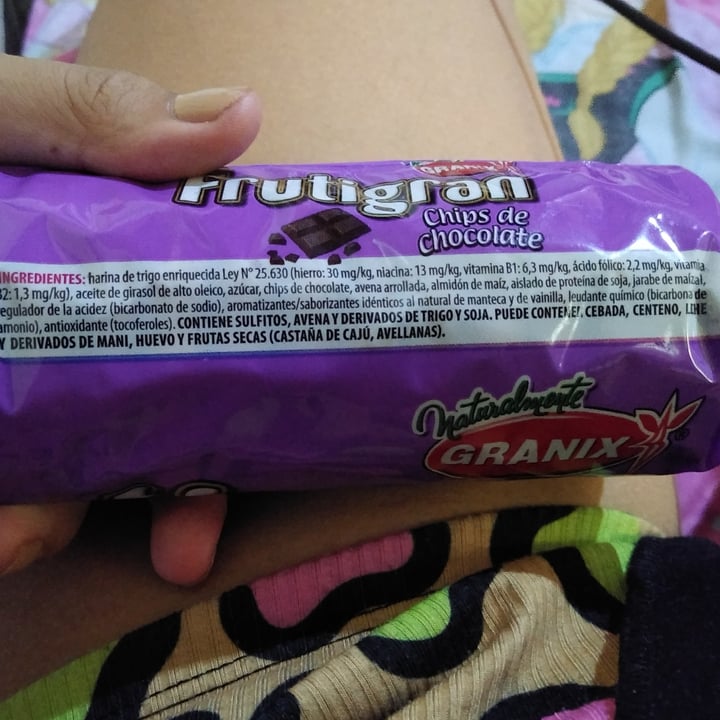 GRANIX
Frutigran
Chips de
chocolate
INGREDIENTES: harina de trigo enriquecida Ley N° 25.630 (hierro: 30 mg/kg, niacina: 13 mg/kg, vitamina B1: 6,3 mg/kg, ácido fólico: 2,2 mg/kg, vitamina
B2: 1,3 mg/kg), aceite de girasol de alto oleico, azúcar, chips de chocolate, avena arrollada, almidón de maíz, aislado de proteína de soja, jarabe de maízal,
regulador de la acidez (bicarbonato de sodio), aromatizantes/saborizantes idénticos al natural de manteca y de vainilla, leudante químico (bicarbonato de
amonio), antioxidante (tocoferoles). CONTIENE SULFITOS, AVENA Y DERIVADOS DE TRIGO Y SOJA. PUEDE CONTENER CEBADA, CENTENO, LECHE
Y DERIVADOS DE MANI, HUEVO Y FRUTAS SECAS (CASTAÑA DE CAJÚ, AVELLANAS).
Naturalmente
GRANIX ®